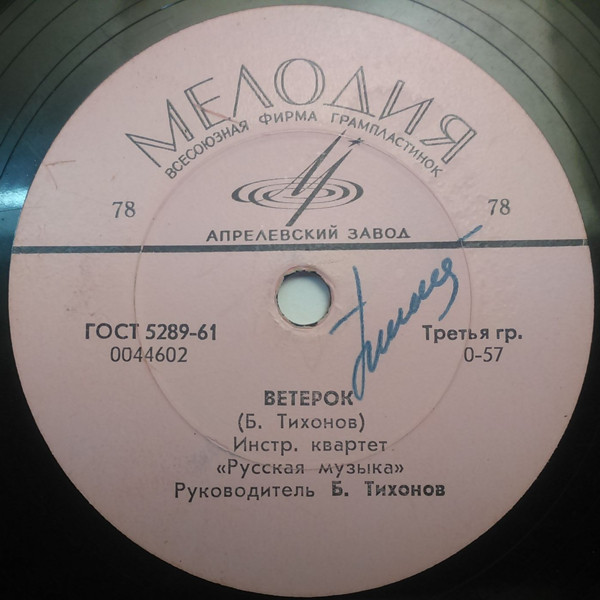 МЕЛОДИЯ
ВСЕСОЮЗНАЯ ФИРМА ГРАМПЛАСТИНОК
78 78
АПРЕЛЕВСКИЙ ЗАВОД
ГОСТ 5289-61 Третья гр.
0044602 0-57
ВЕТЕРОК
(Б. Тихонов)
Инстр. квартет
«Русская музыка»
Руководитель Б. Тихонов